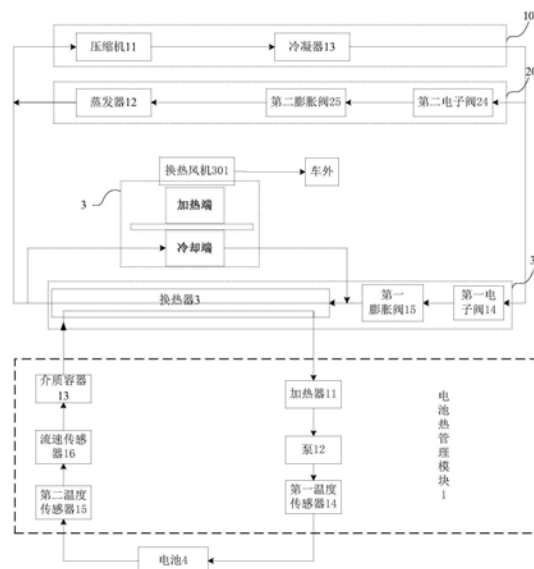 10
压缩机11
冷凝器13
20
蒸发器12
第二膨胀阀25
第二电子阀24
换热风机301
车外
3
加热端
冷却端
换热器3
第一
膨胀阀15
第一电
子阀14
3
介质容器
13
加热器11
电池热管理模块1
流速传感
器16
泵12
第二温度
传感器15
第一温度
传感器14
电池4